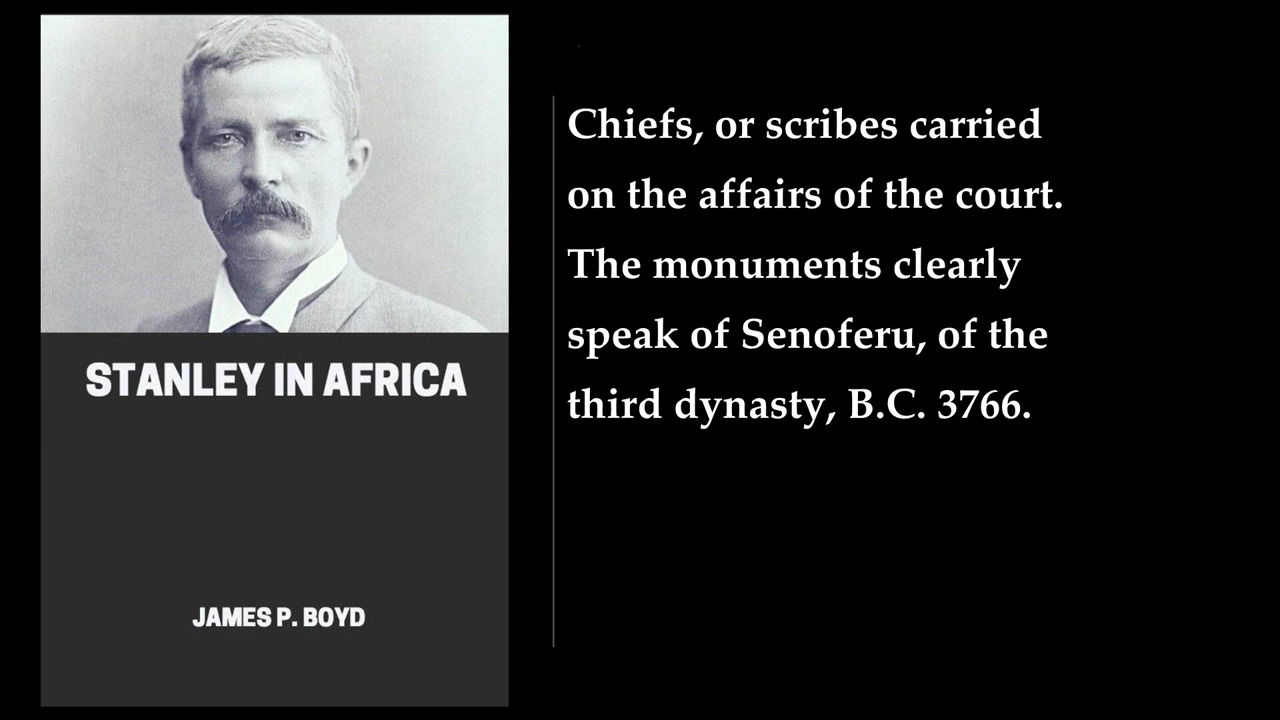 STANLEY IN AFRICA
JAMES P. BOYD
Chiefs, or scribes carried
on the affairs of the court.
The monuments clearly
speak of Senoferu, of the
third dynasty, B.C. 3766.